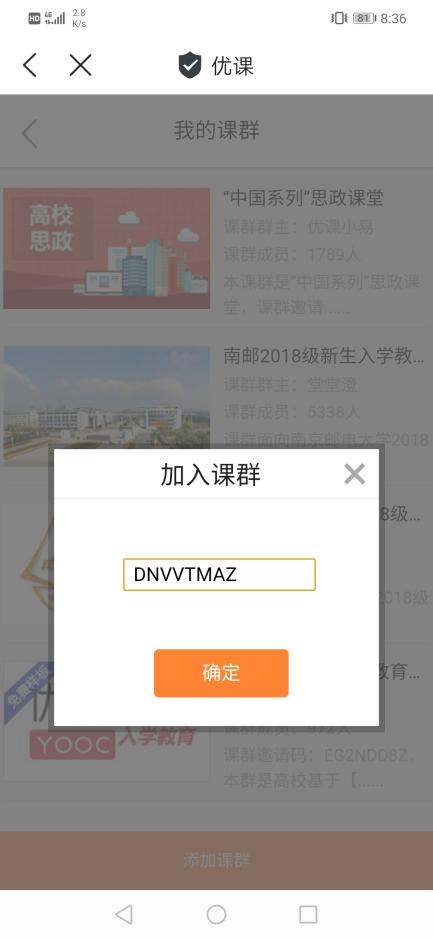 HD 4G 2.8 K/s 81 8:36
优课
我的课群
高校
思政
“中国系列”思政课堂
课群群主：优课小易
课群成员：1789人
本课群是“中国系列”思政课
堂，课群邀请......
南邮2018级新生入学教...
课群群主：堂堂澄
课群成员：5338人
课群面向南京邮电大学2018
加入课群
8级...
DNVVTMAZ
2018级
确定
教育...
免费样板
优
YOOC 入学教育
课群成员：972人
课群邀请码：EG2NDD8Z，
本群是高校基于【......
添加课群